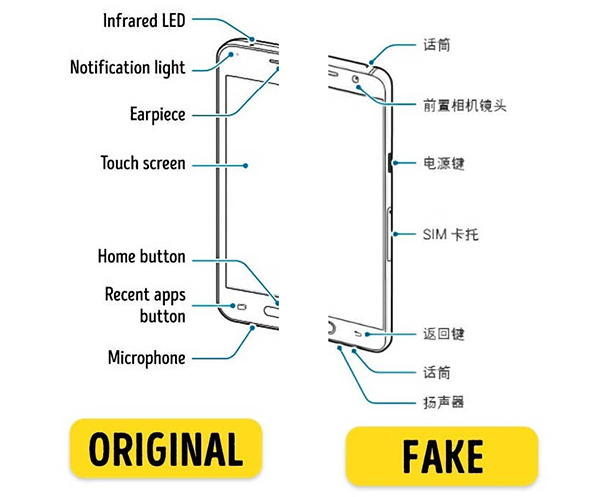 Infrared LED
Notification light
Earpiece
Touch screen
Home button
Recent apps
button
Microphone
ORIGINAL
话筒
前置相机镜头
电源键
SIM 卡托
返回键
话筒
扬声器
FAKE